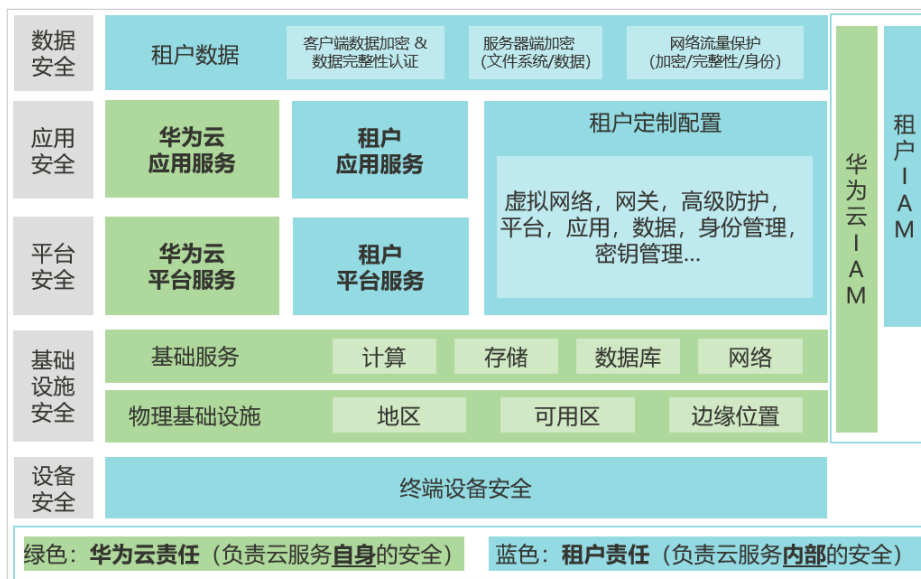 数据
安全
租户数据
客户端数据加密 &
数据完整性认证
服务器端加密
(文件系统/数据)
网络流量保护
(加密/完整性/身份)
应用
安全
华为云
应用服务
租户
应用服务
租户定制配置
虚拟网络，网关，高级防护，
平台，应用，数据，身份管理，
密钥管理...
平台
安全
华为云
平台服务
租户
平台服务
基础
设施
安全
基础服务
计算
存储
数据库
网络
物理基础设施
地区
可用区
边缘位置
设备
安全
终端设备安全
华为云IAM
租户IAM
绿色：华为云责任（负责云服务自身的安全）
蓝色：租户责任（负责云服务内部的安全）